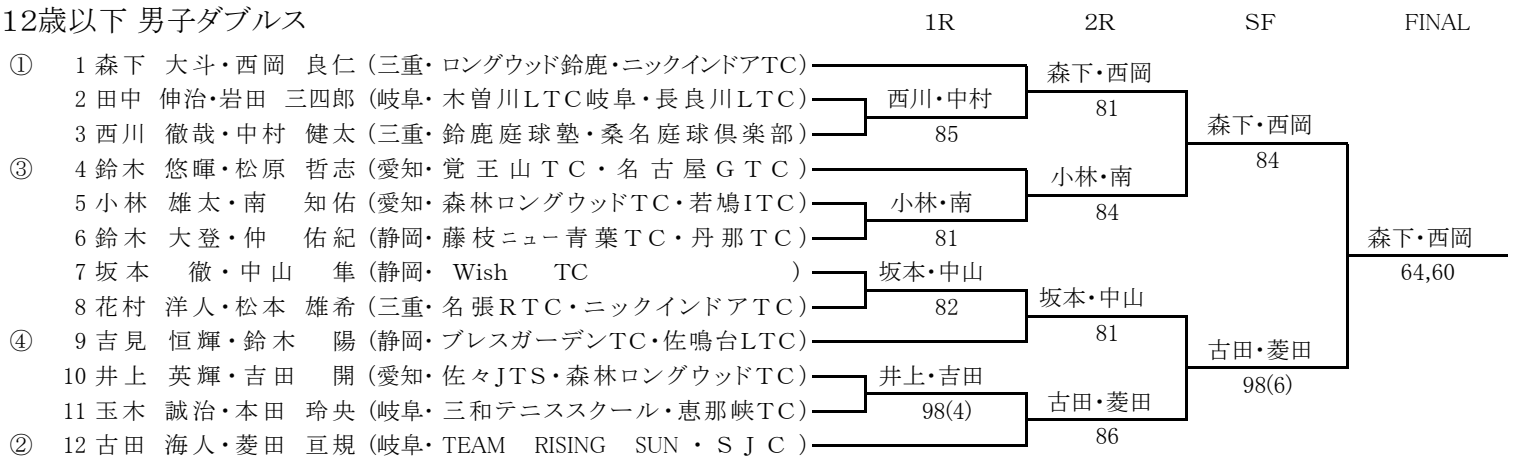 12歳以下 男子ダブルス 1R 2R SF FINAL
① 1 森下 大斗・西岡 良仁 (三重・ロングウッド鈴鹿・ニックインドアTC) 森下・西岡
2 田中 伸治・岩田 三四郎 (岐阜・木曽川LTC岐阜・長良川LTC) 西川・中村 81
3 西川 徹哉・中村 健太 (三重・鈴鹿庭球塾・桑名庭球倶楽部) 85 森下・西岡
③ 4 鈴木 悠暉・松原 哲志 (愛知・覚王山TC・名古屋GTC) 小林・南 84
5 小林 雄太・南 知佑 (愛知・森林ロングウッドTC・若鳩ITC) 小林・南 84
6 鈴木 大登・仲 佑紀 (静岡・藤枝ニュー青葉TC・丹那TC) 81 森下・西岡
7 坂本 徹・中山 隼 (静岡・Wish TC ) 坂本・中山 64,60
8 花村 洋人・松本 雄希 (三重・名張RTC・ニックインドアTC) 82 坂本・中山
④ 9 吉見 恒輝・鈴木 陽 (静岡・ブレスガーデンTC・佐鳴台LTC) 81 古田・菱田
10 井上 英輝・吉田 開 (愛知・佐々JTS・森林ロングウッドTC) 井上・吉田 98(6)
11 玉木 誠治・本田 玲央 (岐阜・三和テニススクール・恵那峡TC) 98(4) 古田・菱田
② 12 古田 海人・菱田 亘規 (岐阜・TEAM RISING SUN・SJC ) 86